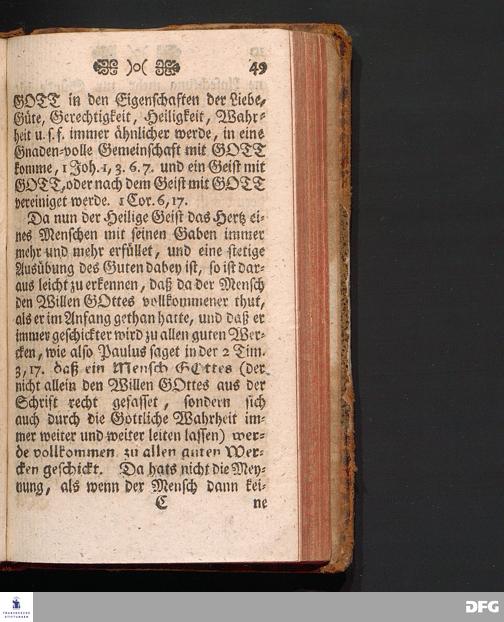 )o( 49
GOTT in den Eigenschaften der Liebe,
Güte, Gerechtigkeit, Heiligkeit, Wahr-
heit u. s. f. immer ähnlicher werde, in eine
Gnaden-volle Gemeinschaft mit GOTT
komme, 1 Joh. 1, 3. 6. 7. und ein Geist mit
GOTT, oder nach dem Geist mit GOTT
vereiniget werde. 1 Cor. 6, 17.
Da nun der Heilige Geist das Hertz ei-
nes Menschen mit seinen Gaben immer
mehr und mehr erfüllet, und eine stetige
Ausübung des Guten dabey ist, so ist dar-
aus leicht zu erkennen, daß da der Mensch
den Willen GOttes vollkommener thut,
als er im Anfang gethan hatte, und daß er
immer geschickter wird zu allen guten Wer-
cken, wie also Paulus saget in der 2 Tim.
3, 17. daß ein Mensch GOttes (der
nicht allein den Willen GOttes aus der
Schrift recht gefasset, sondern sich
auch durch die Göttliche Wahrheit im-
mer weiter und weiter leiten lassen) wer-
de vollkommen, zu allen guten Wer-
cken geschickt. Da hats nicht die Mey-
nung, als wenn der Mensch dann kei-
C ne
FRANCKESCHE STIFTUNGEN
DFG